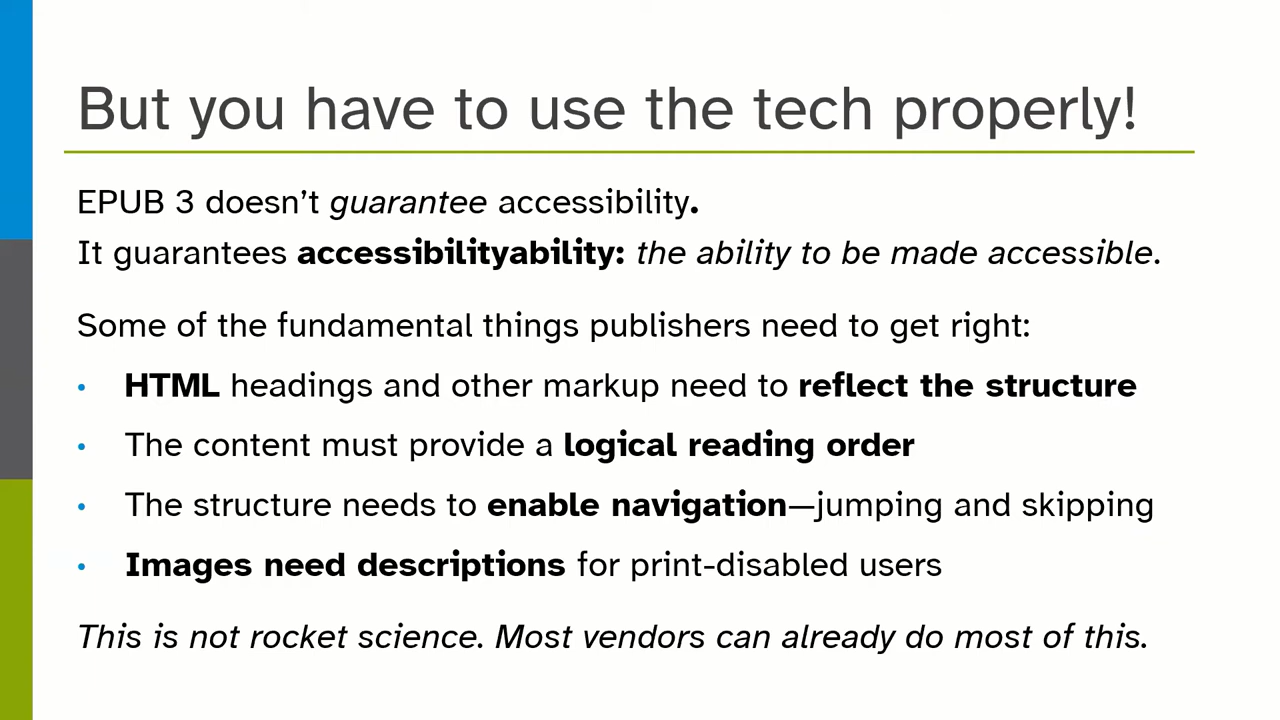 But you have to use the tech properly!
EPUB 3 doesn’t guarantee accessibility.
It guarantees accessibilityability: the ability to be made accessible.
Some of the fundamental things publishers need to get right:
• HTML headings and other markup need to reflect the structure
• The content must provide a logical reading order
• The structure needs to enable navigation—jumping and skipping
• Images need descriptions for print-disabled users
This is not rocket science. Most vendors can already do most of this.